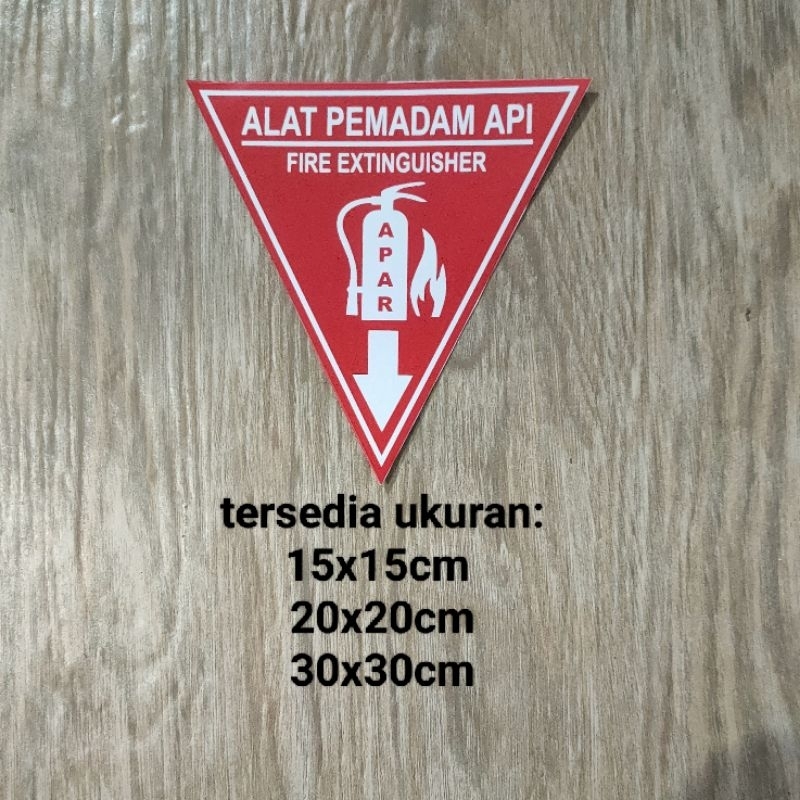 ALAT PEMADAM API
FIRE EXTINGUISHER
APAR
tersedia ukuran:
15x15cm
20x20cm
30x30cm